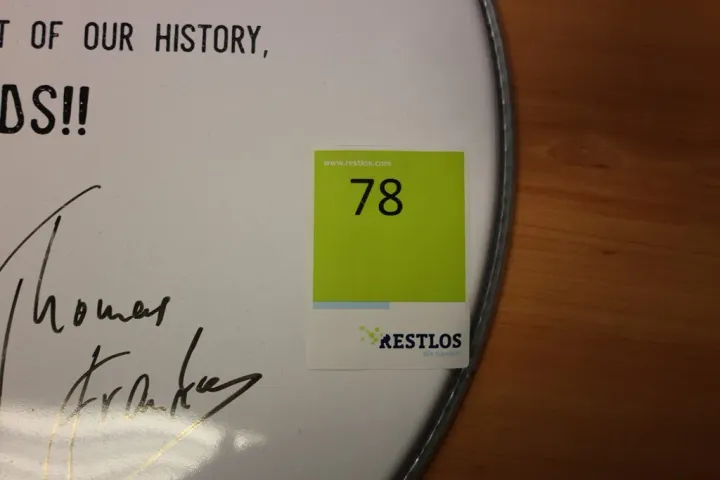 T OF OUR HISTORY,
DS!!
www.restlos.com
78
Thomas
RESTLOS